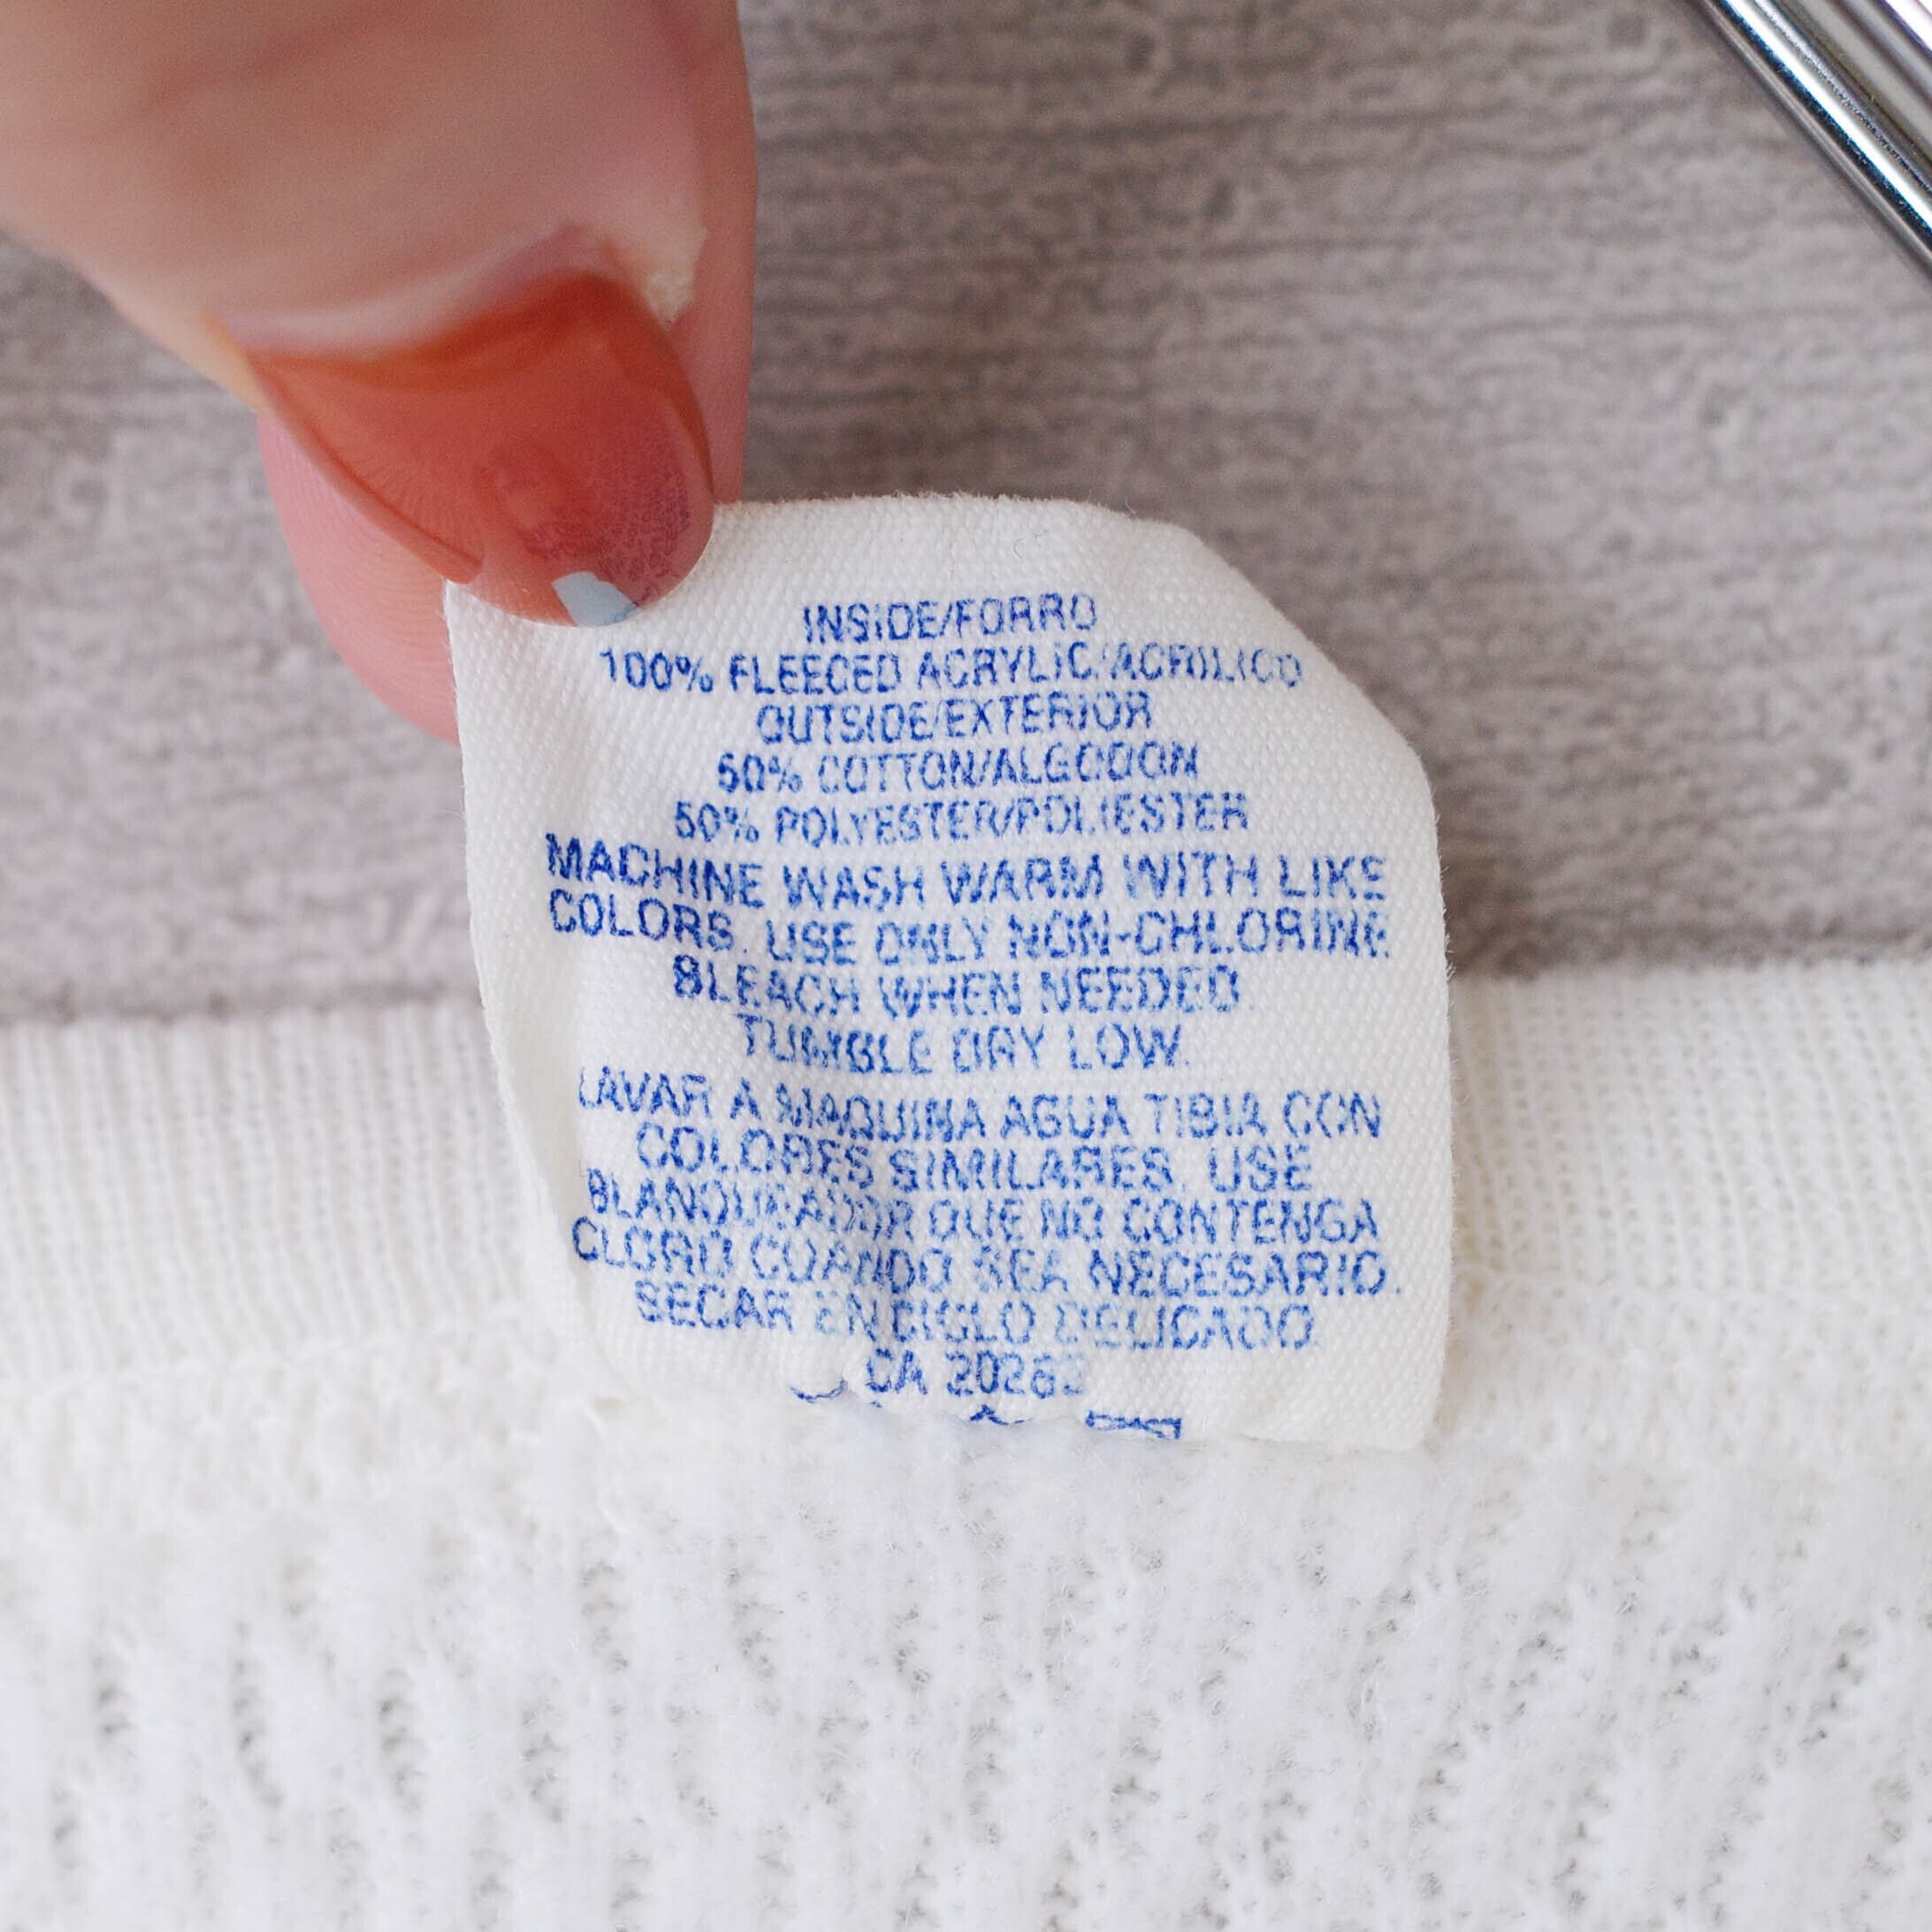 INSIDE/FORRO
100% FLEECED ACRYLIC/ACRILICO
OUTSIDE/EXTERIOR
50% COTTON/ALGODON
50% POLYESTER/POLIESTER
MACHINE WASH WARM WITH LIKE
COLORS. USE ONLY NON-CHLORINE
BLEACH WHEN NEEDED.
TUMBLE DRY LOW.
LAVAR A MAQUINA AGUA TIBIA CON
COLORES SIMILARES. USE
BLANQUEADOR QUE NO CONTENGA
CLORO CUANDO SEA NECESARIO.
SECAR EN CICLO DELICADO.
CA